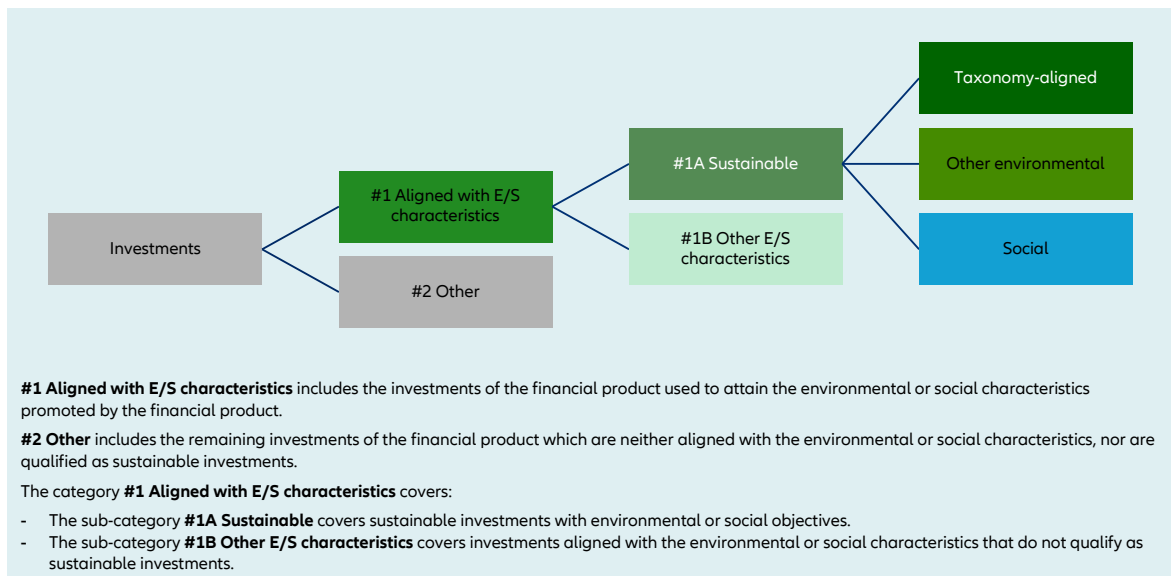 Taxonomy-aligned
#1A Sustainable
Other environmental
#1 Aligned with E/S
characteristics
#1B Other E/S
characteristics
Investments
Social
#2 Other
#1 Aligned with E/S characteristics includes the investments of the financial product used to attain the environmental or social characteristics
promoted by the financial product.
#2 Other includes the remaining investments of the financial product which are neither aligned with the environmental or social characteristics, nor are
qualified as sustainable investments.
The category #1 Aligned with E/S characteristics covers:
- The sub-category #1A Sustainable covers sustainable investments with environmental or social objectives.
- The sub-category #1B Other E/S characteristics covers investments aligned with the environmental or social characteristics that do not qualify as
sustainable investments.